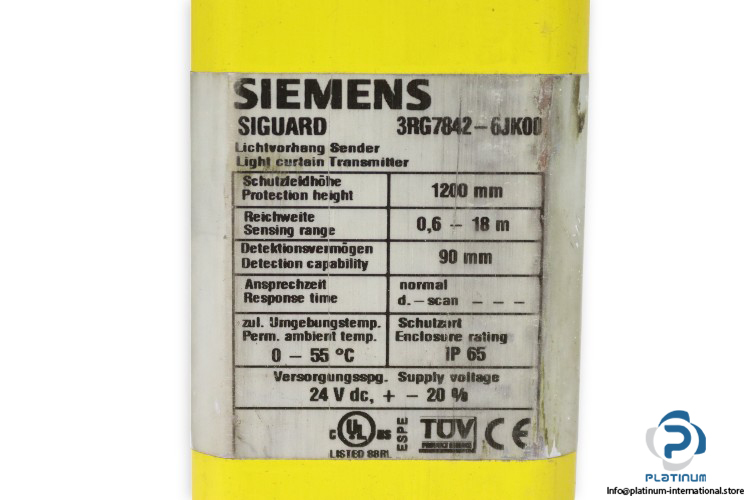 SIEMENS
SIGUARD 3RG7842-6JK00
Lichtvorhang Sender
Light curtain Transmitter
Schutzfeldhöhe
Protection height
1200 mm
Reichweite
Sensing range
0,6 - 18 m
Detektionsvermögen
Detection capability
90 mm
Ansprechzeit
Response time
normal
d.-scan - - -
zul. Umgebungstemp.
Perm. ambient temp.
0 - 55 °C
Schutzart
Enclosure rating
IP 65
Versorgungsspg. Supply voltage
24 V dc, + - 20 %
C UL US
LISTED 88RL
ESPE
TÜV
CE
PLATINUM
Info@platinum-international.store